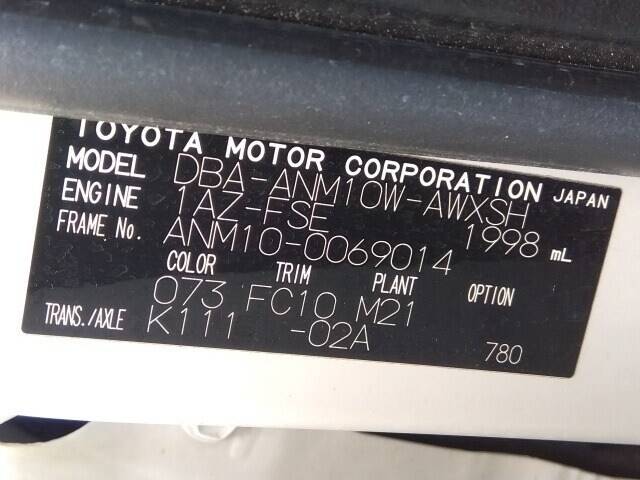 TOYOTA MOTOR CORPORATION JAPAN
MODEL DBA-ANM10W-AWXSH
ENGINE 1AZ-FSE 1998 mL
FRAME No. ANM10-0069014
COLOR TRIM PLANT OPTION
073 FC10 M21
TRANS./AXLE K111 -02A
780